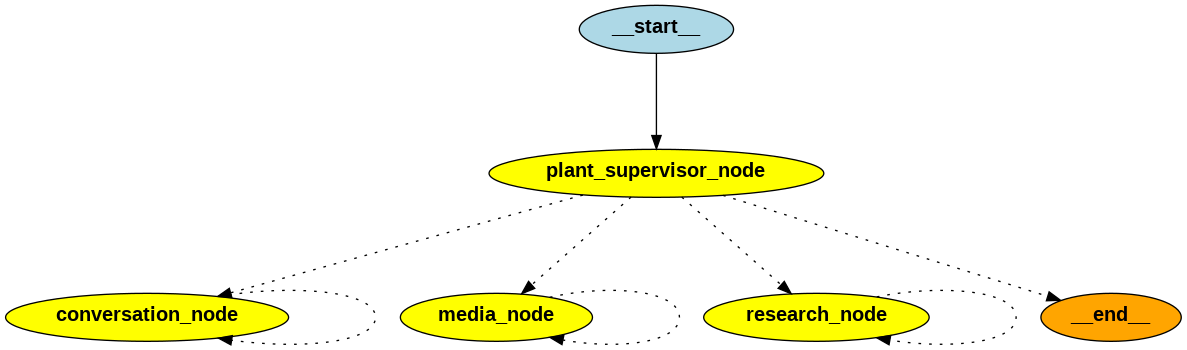 __start__
plant_supervisor_node
conversation_node
media_node
research_node
__end__